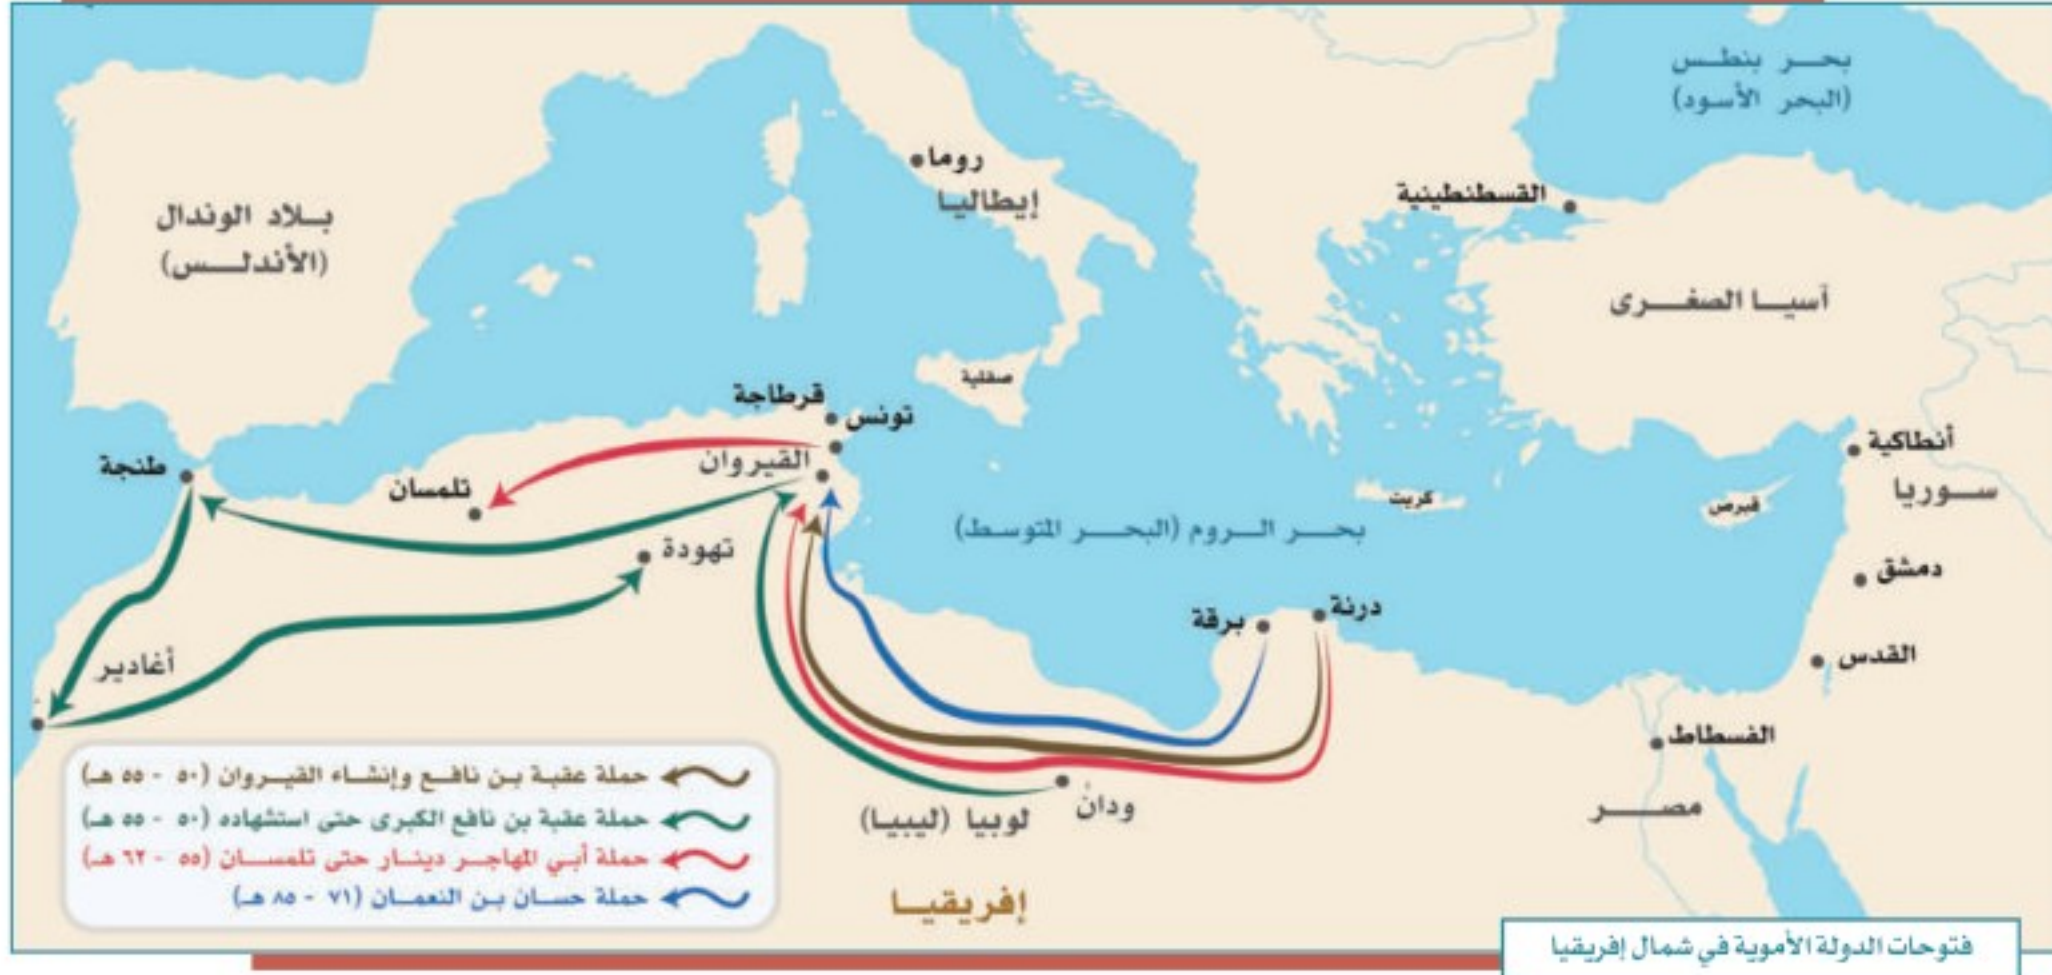 بحر بنطس
(البحر الأسود)
روما
إيطاليا
القسطنطينية
بلاد الوندال
(الأندلس)
آسيا الصغرى
صقلية
قرطاجة
تونس
أنطاكية
سوريا
طنجة
القيروان
تلمسان
كريت
قبرص
بحر الروم (البحر المتوسط)
تهودة
دمشق
درنة
برقة
القدس
أغادير
الفسطاط
ودان
لوبيا (ليبيا)
مصر
إفريقيا
حملة عقبة بن نافع وإنشاء القيروان (٥٠ - ٥٥ هـ)
حملة عقبة بن نافع الكبرى حتى استشهاده (٥٠ - ٥٥ هـ)
حملة أبي المهاجر دينار حتى تلمسان (٥٥ - ٦٢ هـ)
حملة حسان بن النعمان (٧١ - ٨٥ هـ)
فتوحات الدولة الأموية في شمال إفريقيا